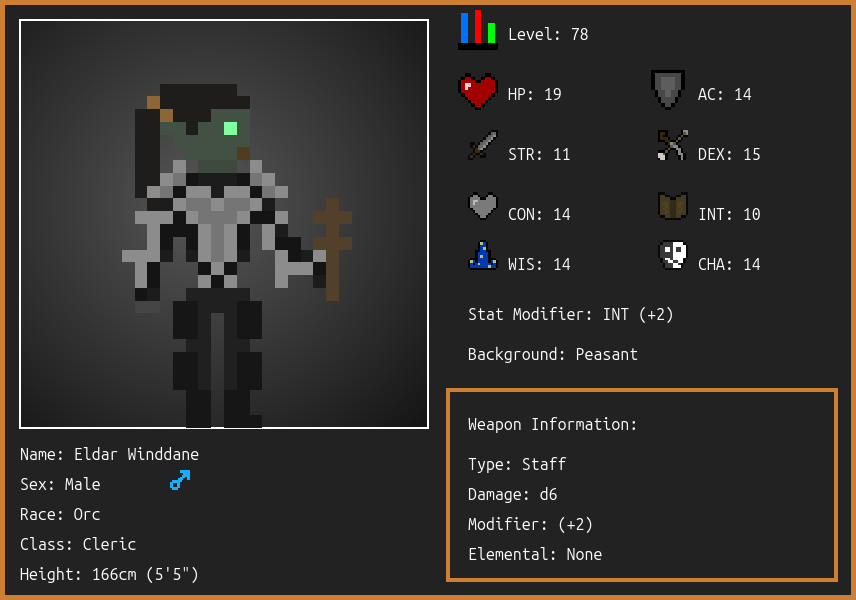 Level: 78
HP: 19
AC: 14
STR: 11
DEX: 15
CON: 14
INT: 10
WIS: 14
CHA: 14
Stat Modifier: INT (+2)
Background: Peasant
Weapon Information:
Type: Staff
Damage: d6
Modifier: (+2)
Elemental: None
Name: Eldar Winddane
Sex: Male
Race: Orc
Class: Cleric
Height: 166cm (5'5")